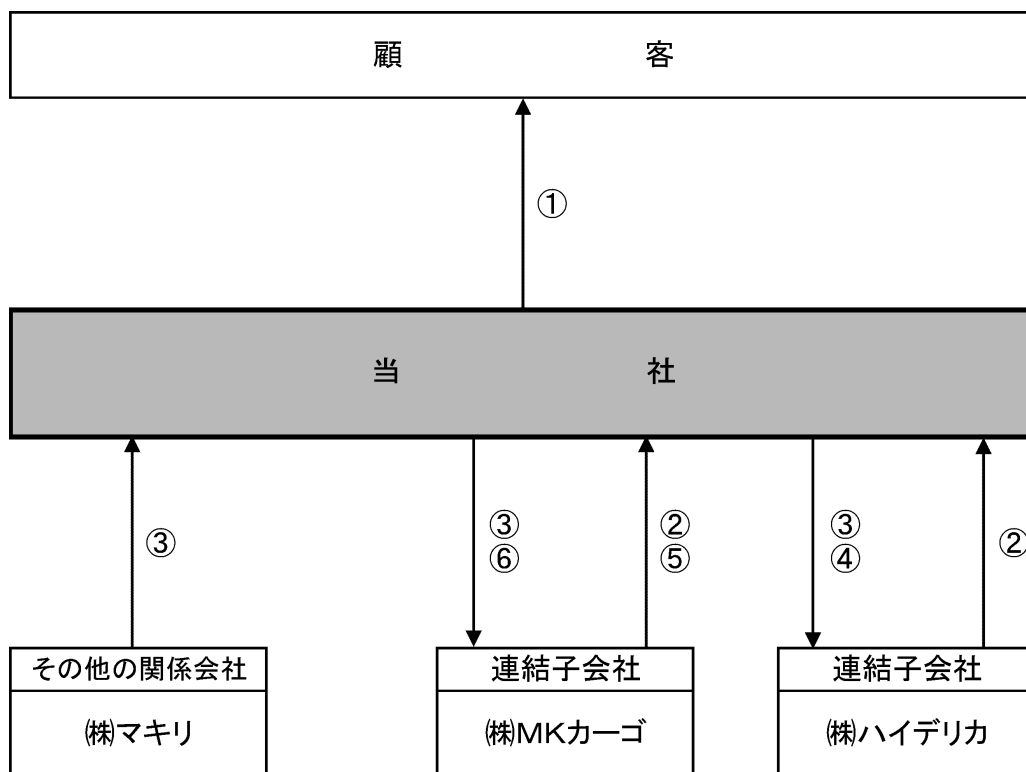 顧 客
①
当 社
③
③
⑥
②
⑤
③
④
②
その他の関係会社
㈱マキリ
連結子会社
㈱MKカーゴ
連結子会社
㈱ハイデリカ